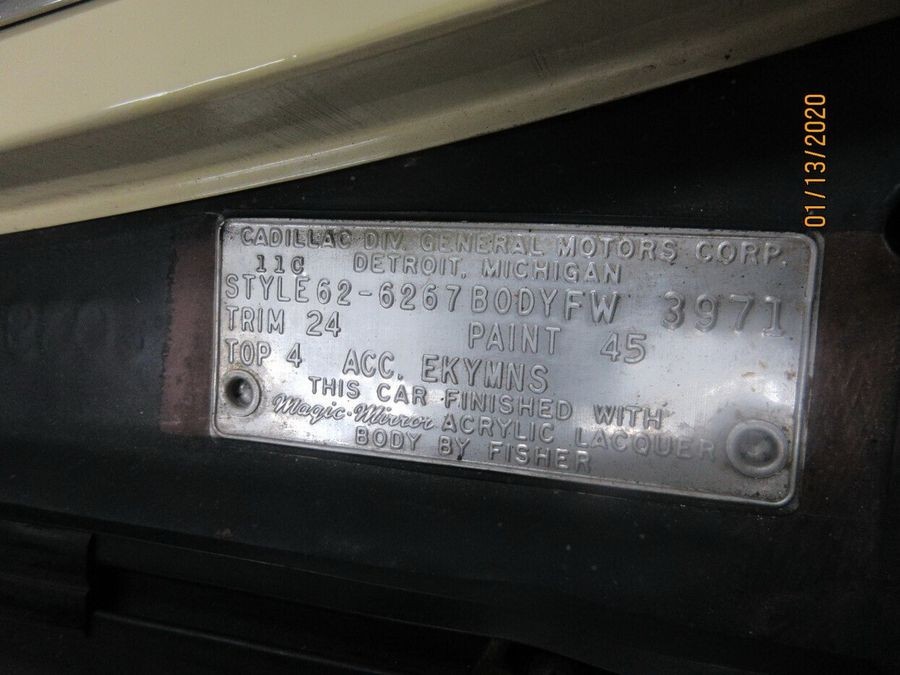 CADILLAC DIV. GENERAL MOTORS CORP.
11C DETROIT, MICHIGAN
STYLE 62-6267 BODY FW 3971
TRIM 24 PAINT 45
TOP 4 ACC. EKYMNS
THIS CAR FINISHED WITH
Magic-Mirror ACRYLIC LACQUER
BODY BY FISHER
01/13/2020